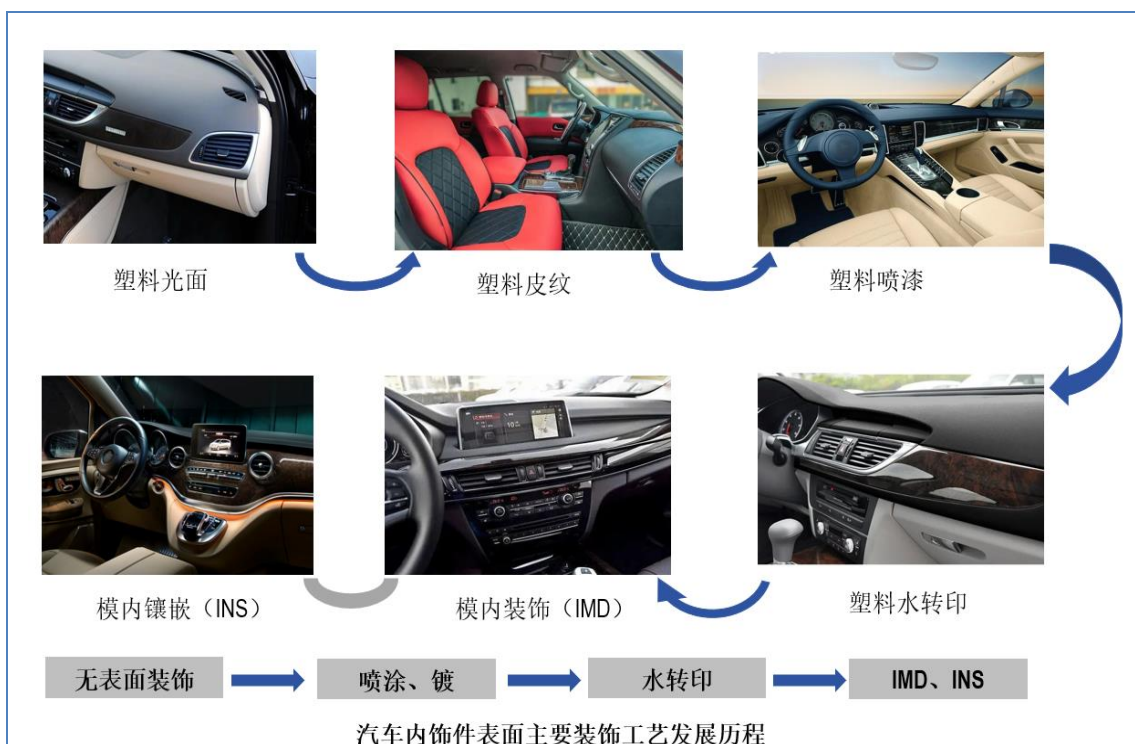 塑料光面
塑料皮纹
塑料喷漆
模内镶嵌（INS）
模内装饰（IMD）
塑料水转印
无表面装饰
喷涂、镀
水转印
IMD、INS
汽车内饰件表面主要装饰工艺发展历程